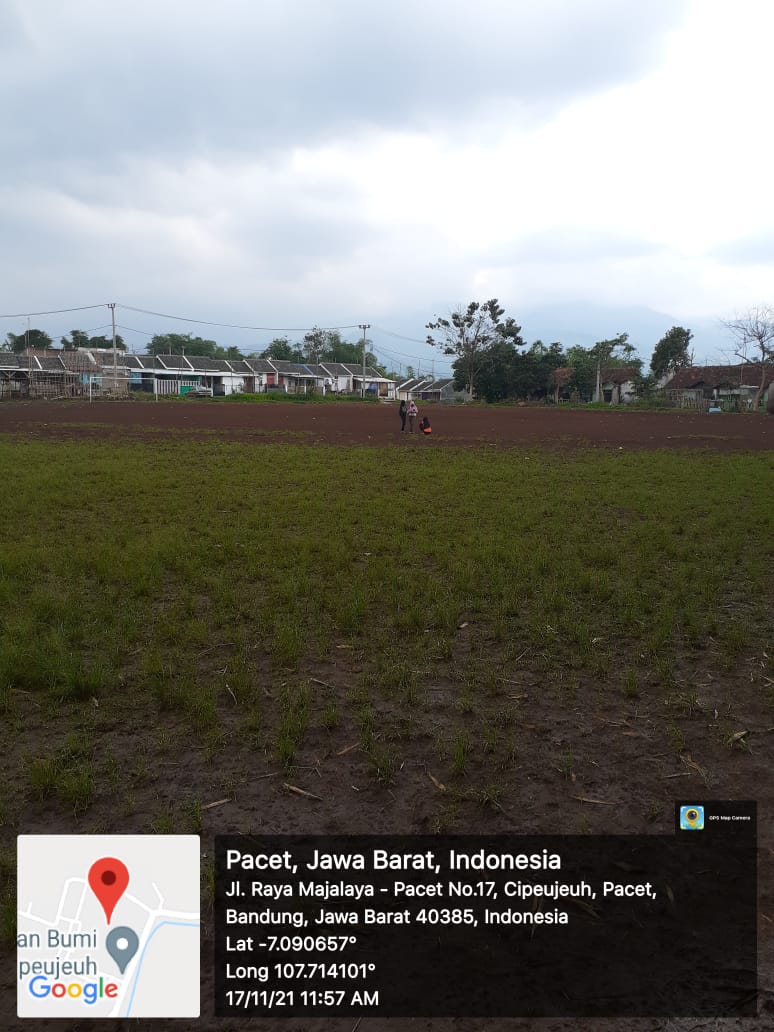 GPS Map Camera
Pacet, Jawa Barat, Indonesia
Jl. Raya Majalaya - Pacet No.17, Cipeujeuh, Pacet,
Bandung, Jawa Barat 40385, Indonesia
Lat -7.090657°
Long 107.714101°
17/11/21 11:57 AM
an Bumi
peujeuh
Google